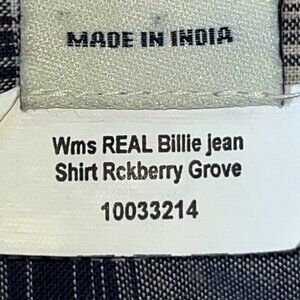 MADE IN INDIA
Wms REAL Billie jean
Shirt Rckberry Grove
10033214